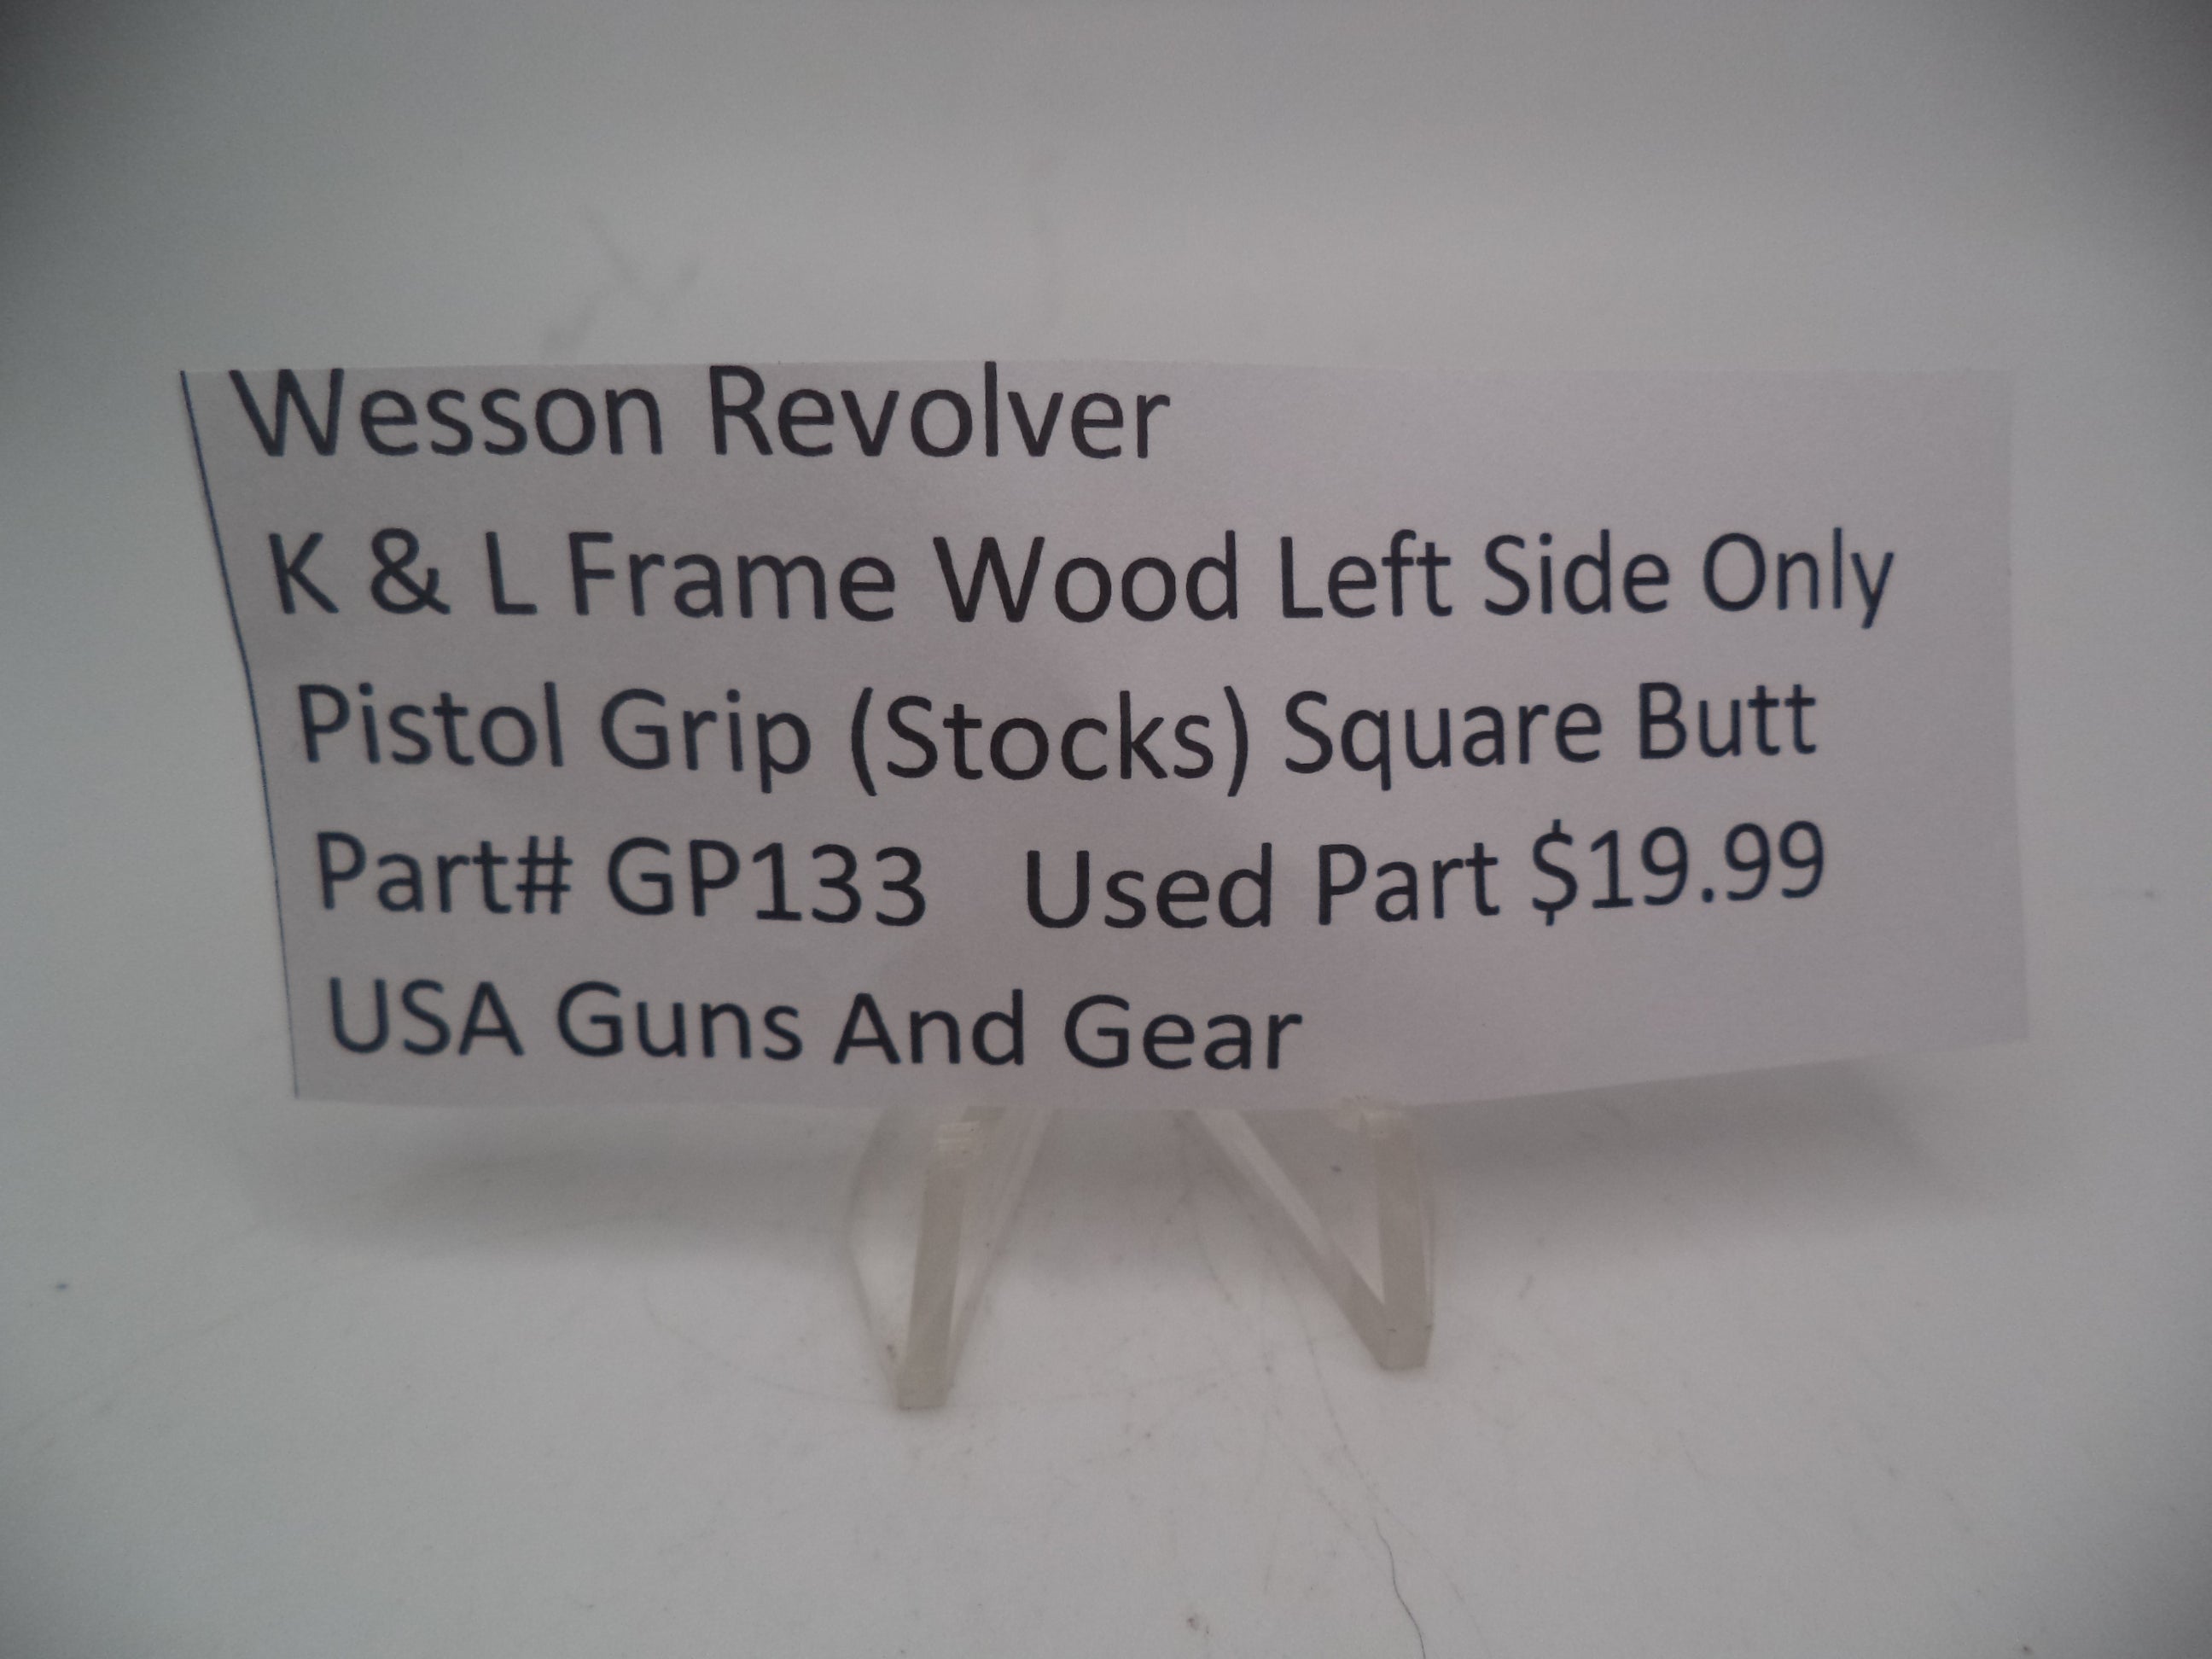 Wesson Revolver
K & L Frame Wood Left Side Only
Pistol Grip (Stocks) Square Butt
Part# GP133 Used Part $19.99
USA Guns And Gear